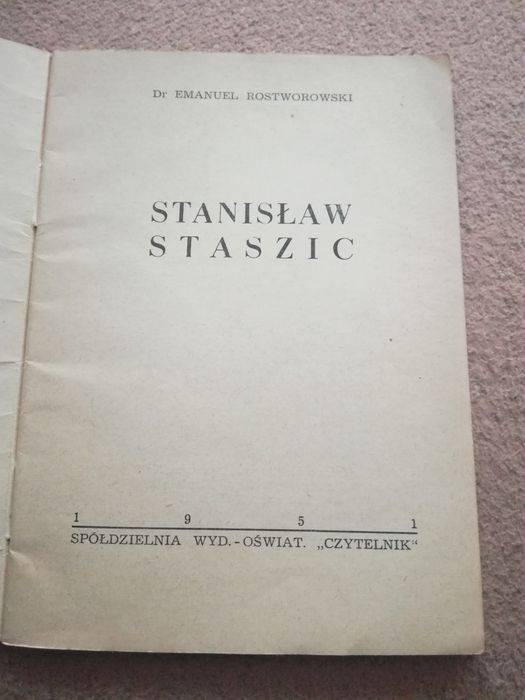 Dr EMANUEL ROSTWOROWSKI
STANISŁAW
STASZIC
1 9 5 1
SPÓŁDZIELNIA WYD.-OŚWIAT. „CZYTELNIK"